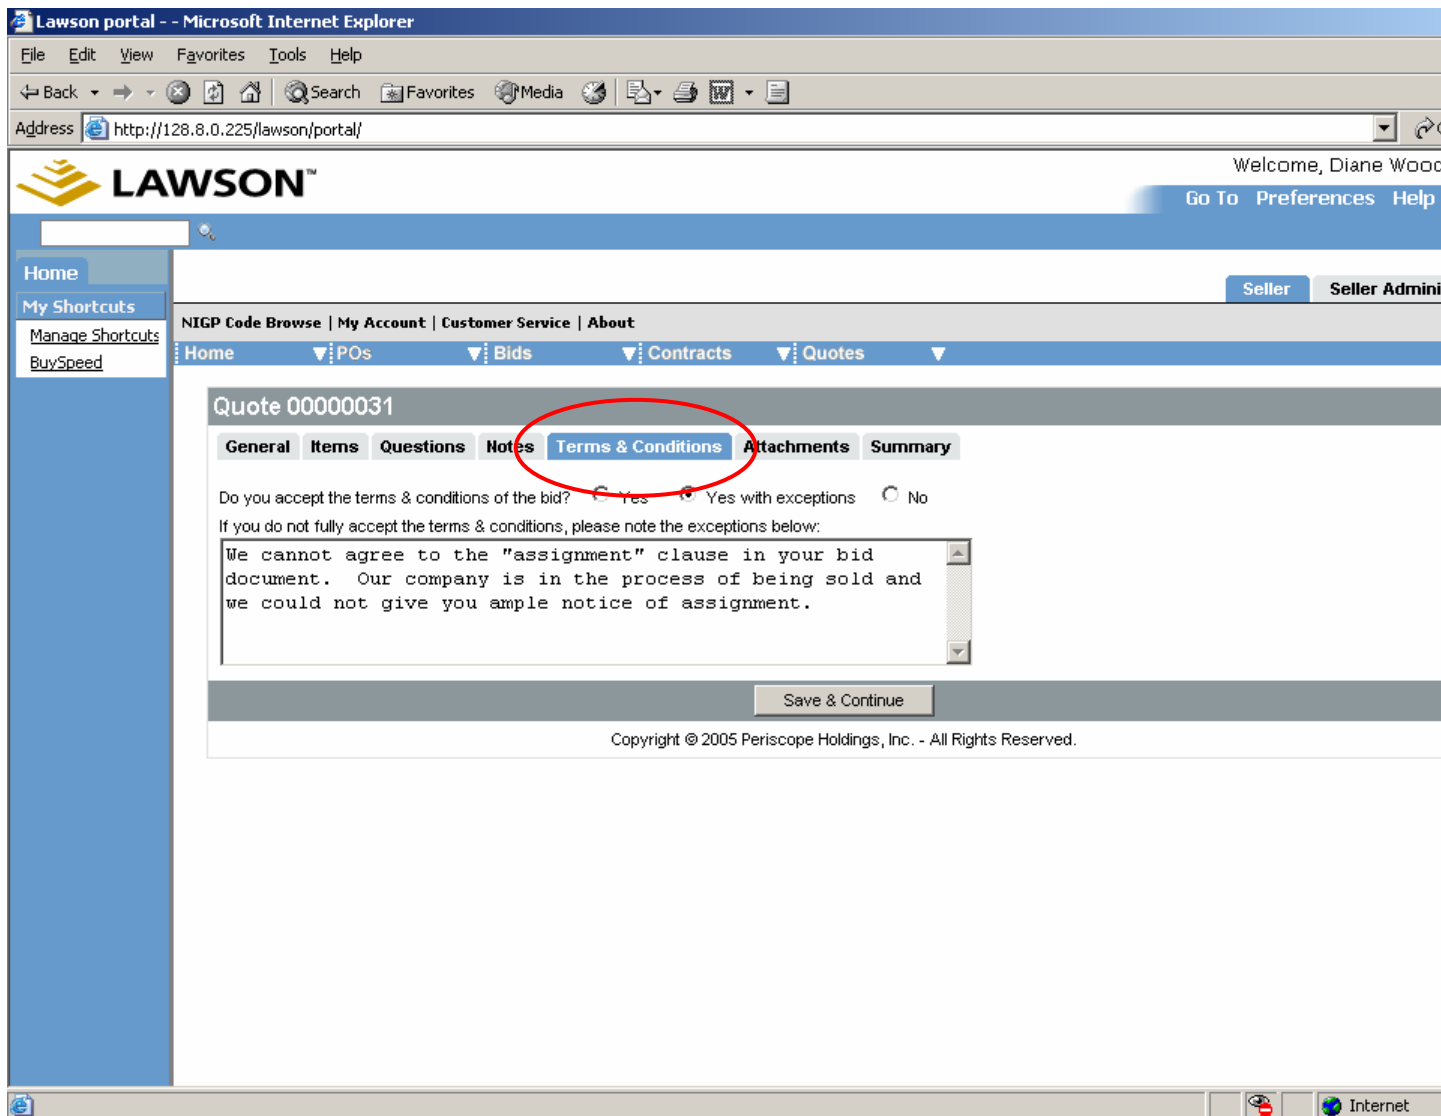 Lawson portal - - Microsoft Internet Explorer
File Edit View Favorites Tools Help
Back Search Favorites Media
Address http://128.8.0.225/lawson/portal/
LAWSON™
Welcome, Diane Wood
Go To Preferences Help
Home
Seller Seller Admini
My Shortcuts
NIGP Code Browse | My Account | Customer Service | About
Manage Shortcuts
Home POs Bids Contracts Quotes
BuySpeed
Quote 00000031
General Items Questions Notes Terms & Conditions Attachments Summary
Do you accept the terms & conditions of the bid? Yes Yes with exceptions No
If you do not fully accept the terms & conditions, please note the exceptions below:
We cannot agree to the "assignment" clause in your bid
document. Our company is in the process of being sold and
we could not give you ample notice of assignment.
Save & Continue
Copyright © 2005 Periscope Holdings, Inc. - All Rights Reserved.
Internet